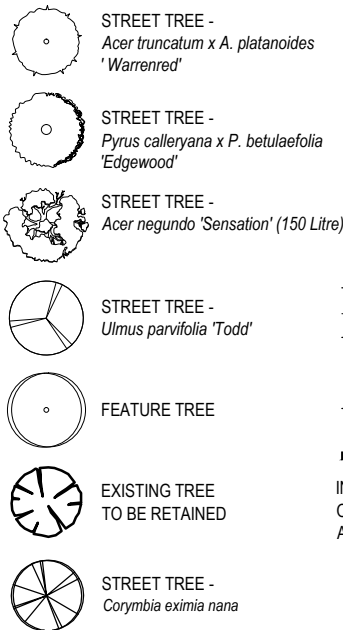 STREET TREE -
Acer truncatum x A. platanoides
' Warrenred'
STREET TREE -
Pyrus calleryana x P. betulaefolia
'Edgewood'
STREET TREE -
Acer negundo 'Sensation' (150 Litre)
STREET TREE -
Ulmus parvifolia 'Todd'
FEATURE TREE
EXISTING TREE
TO BE RETAINED
STREET TREE -
Corymbia eximia nana